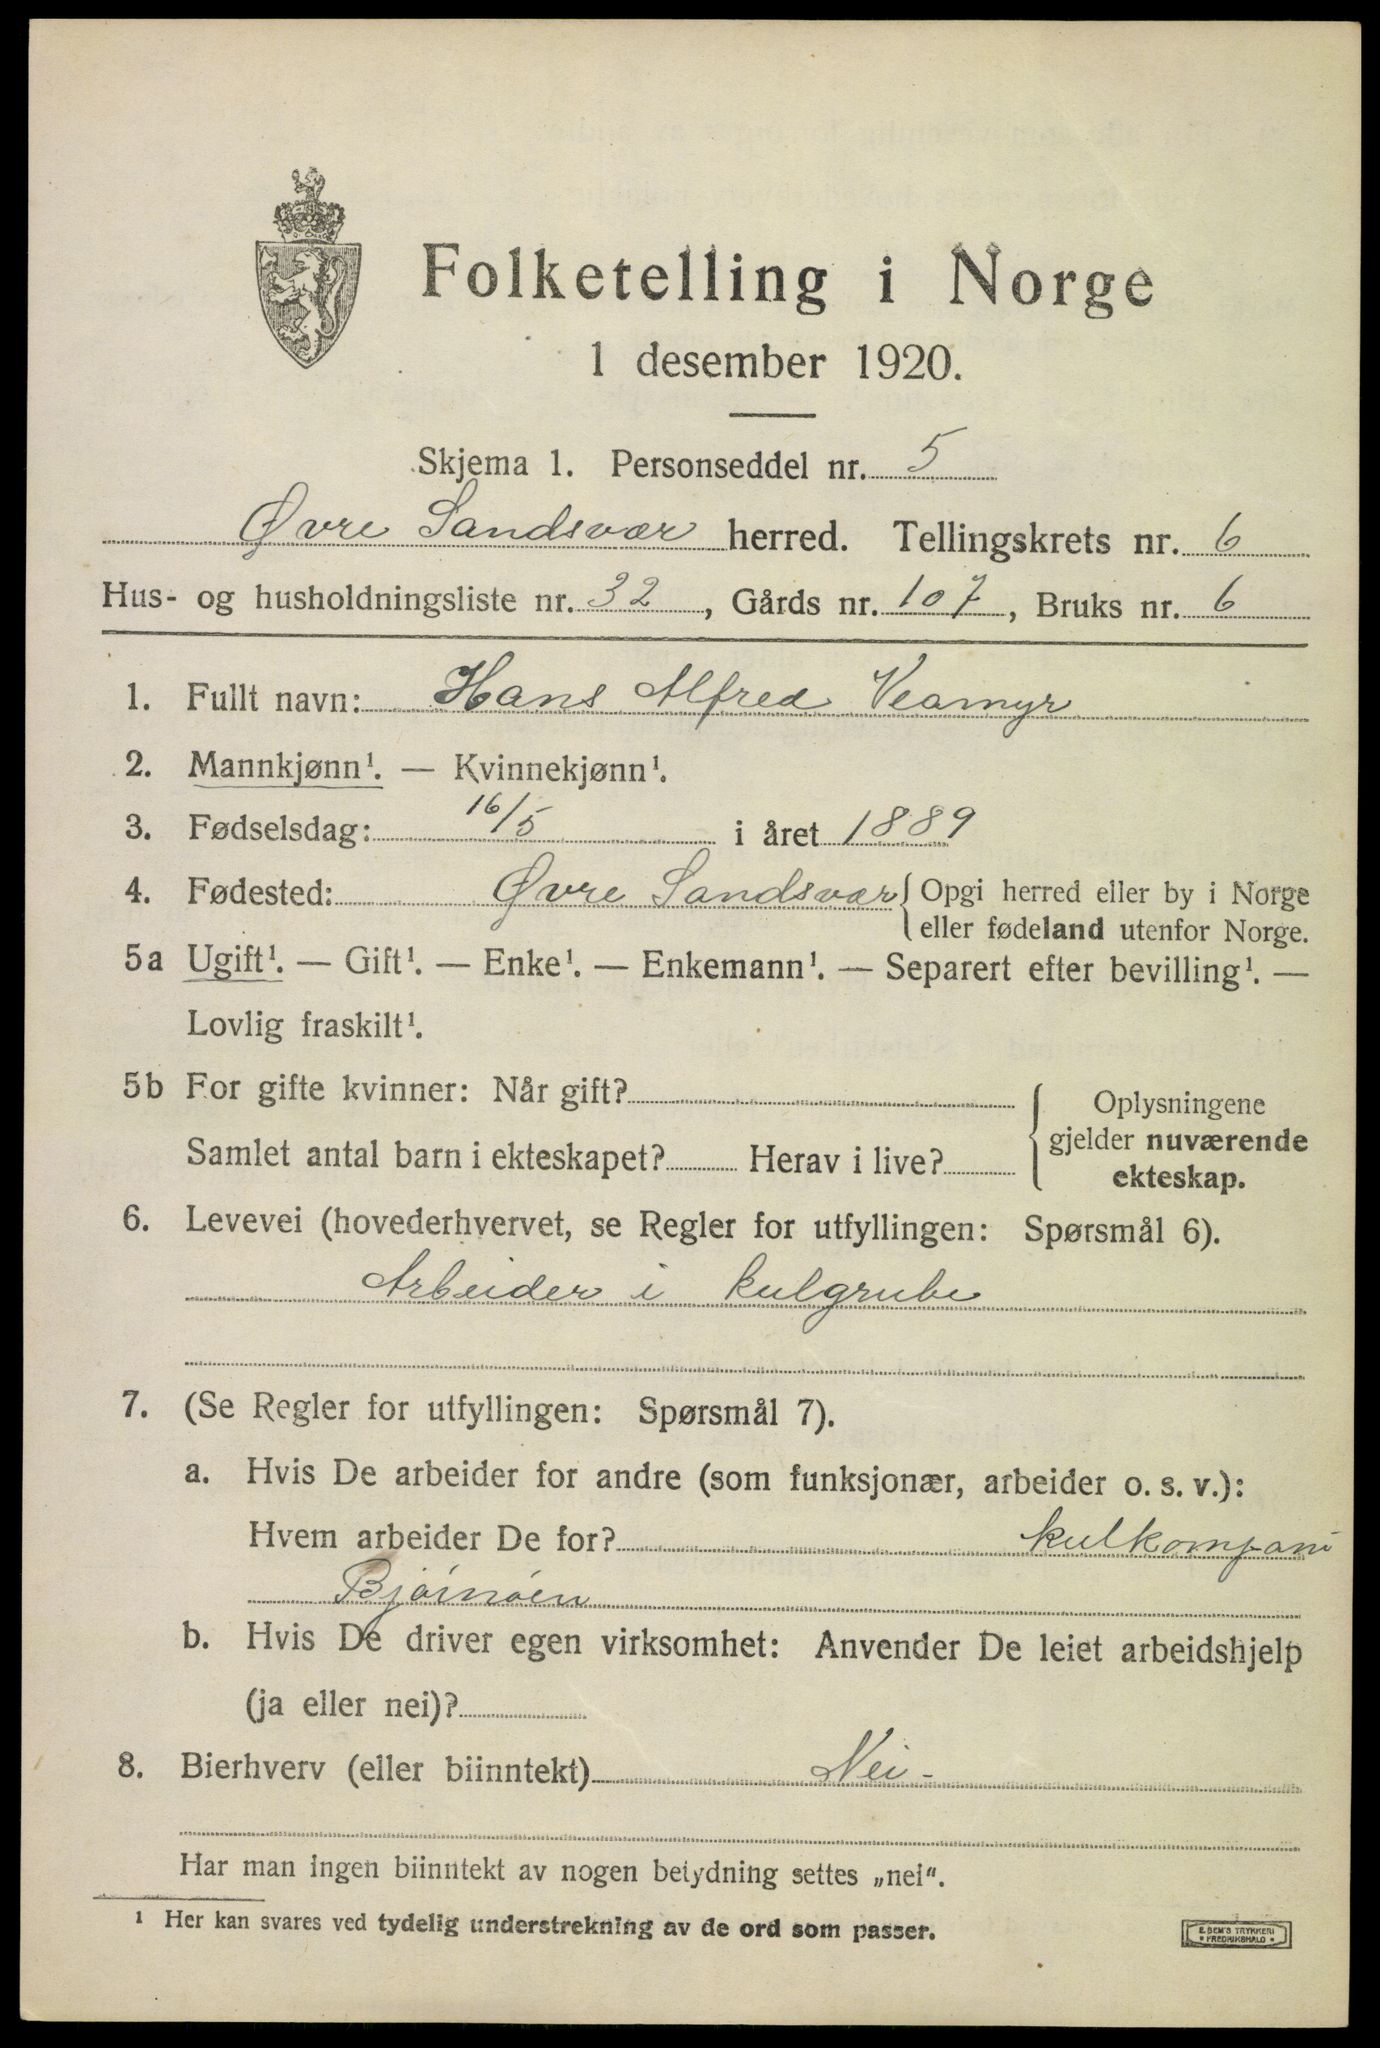 Folketelling i Norge
1 desember 1920.
Skjema 1. Personseddel nr. 5
Øvre Sandsvær herred. Tellingskrets nr. 6
Hus- og husholdningsliste nr. 32, Gårds nr. 107, Bruks nr. 6
1. Fullt navn: Hans Alfred Veamyr
2. Mannkjønn¹. — Kvinnekjønn¹.
3. Fødselsdag: 16/5 i året 1889
4. Fødested: Øvre Sandsvær { Opgi herred eller by i Norge
eller fødeland utenfor Norge.
5a Ugift¹. — Gift¹. — Enke¹. — Enkemann¹. — Separert efter bevilling¹. —
Lovlig fraskilt¹.
5b For gifte kvinner: Når gift?
Samlet antal barn i ekteskapet? Herav i live?
Oplysningene
gjelder nuværende
ekteskap.
6. Levevei (hovederhvervet, se Regler for utfyllingen: Spørsmål 6).
Arbeider i kulgrube
7. (Se Regler for utfyllingen: Spørsmål 7).
a. Hvis De arbeider for andre (som funksjonær, arbeider o. s. v.):
Hvem arbeider De for? kulkompani
Bjørnøen
b. Hvis De driver egen virksomhet: Anvender De leiet arbeidshjelp
(ja eller nei)?
8. Bierhverv (eller biinntekt) Nei -
Har man ingen biinntekt av nogen betydning settes „nei“.
¹ Her kan svares ved tydelig understrekning av de ord som passer.
E. SEM'S TRYKKERI
• FREDRIKSHALD •